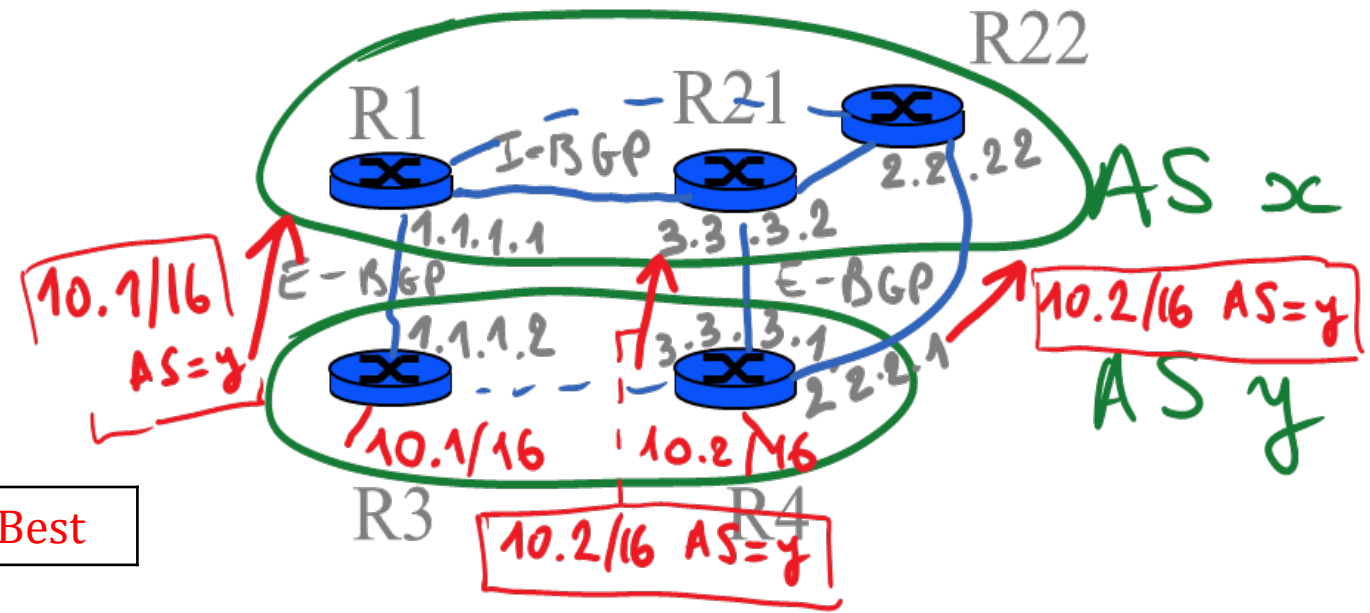 R22
R1
R21
I-BGP
2.2.2.22
AS x
1.1.1.1
3.3.3.2
10.1/16
AS=y
E-BGP
E-BGP
10.2/16 AS=y
1.1.1.2
3.3.3.1
2.2.2.1
AS y
10.1/16
10.2/16
R3
R4
Best
10.2/16 AS=y